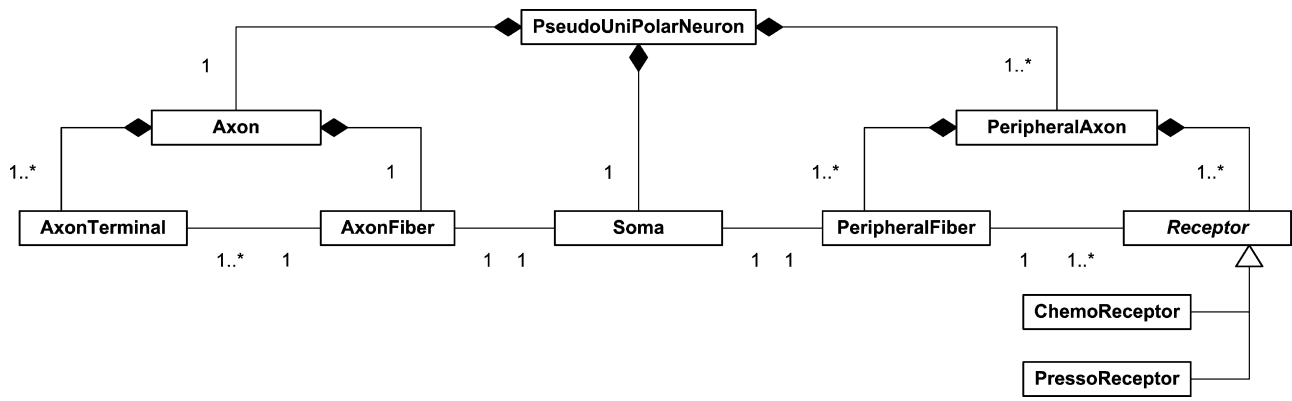 PseudoUniPolarNeuron
1 1..*
Axon PeripheralAxon
1..* 1 1 1..* 1..*
AxonTerminal AxonFiber Soma PeripheralFiber Receptor
1..* 1 1 1 1 1 1 1..*
ChemoReceptor
PressoReceptor